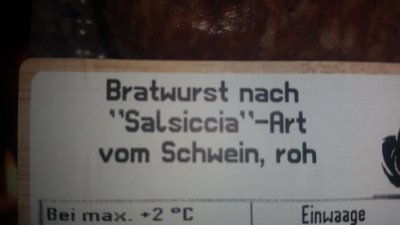 Bratwurst nach
"Salsiccia"-Art
vom Schwein, roh
Bei max. +2 °C
Einwaage